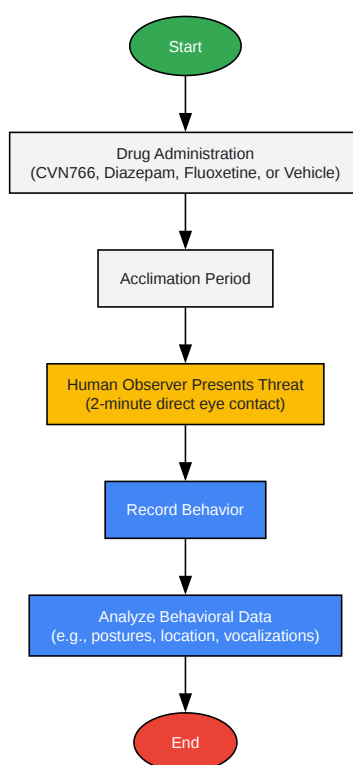 Start
Drug Administration
(CVN766, Diazepam, Fluoxetine, or Vehicle)
Acclimation Period
Human Observer Presents Threat
(2-minute direct eye contact)
Record Behavior
Analyze Behavioral Data
(e.g., postures, location, vocalizations)
End